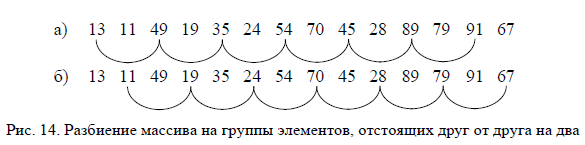 а) 13 11 49 19 35 24 54 70 45 28 89 79 91 67
б) 13 11 49 19 35 24 54 70 45 28 89 79 91 67
Рис. 14. Разбиение массива на группы элементов, отстоящих друг от друга на два